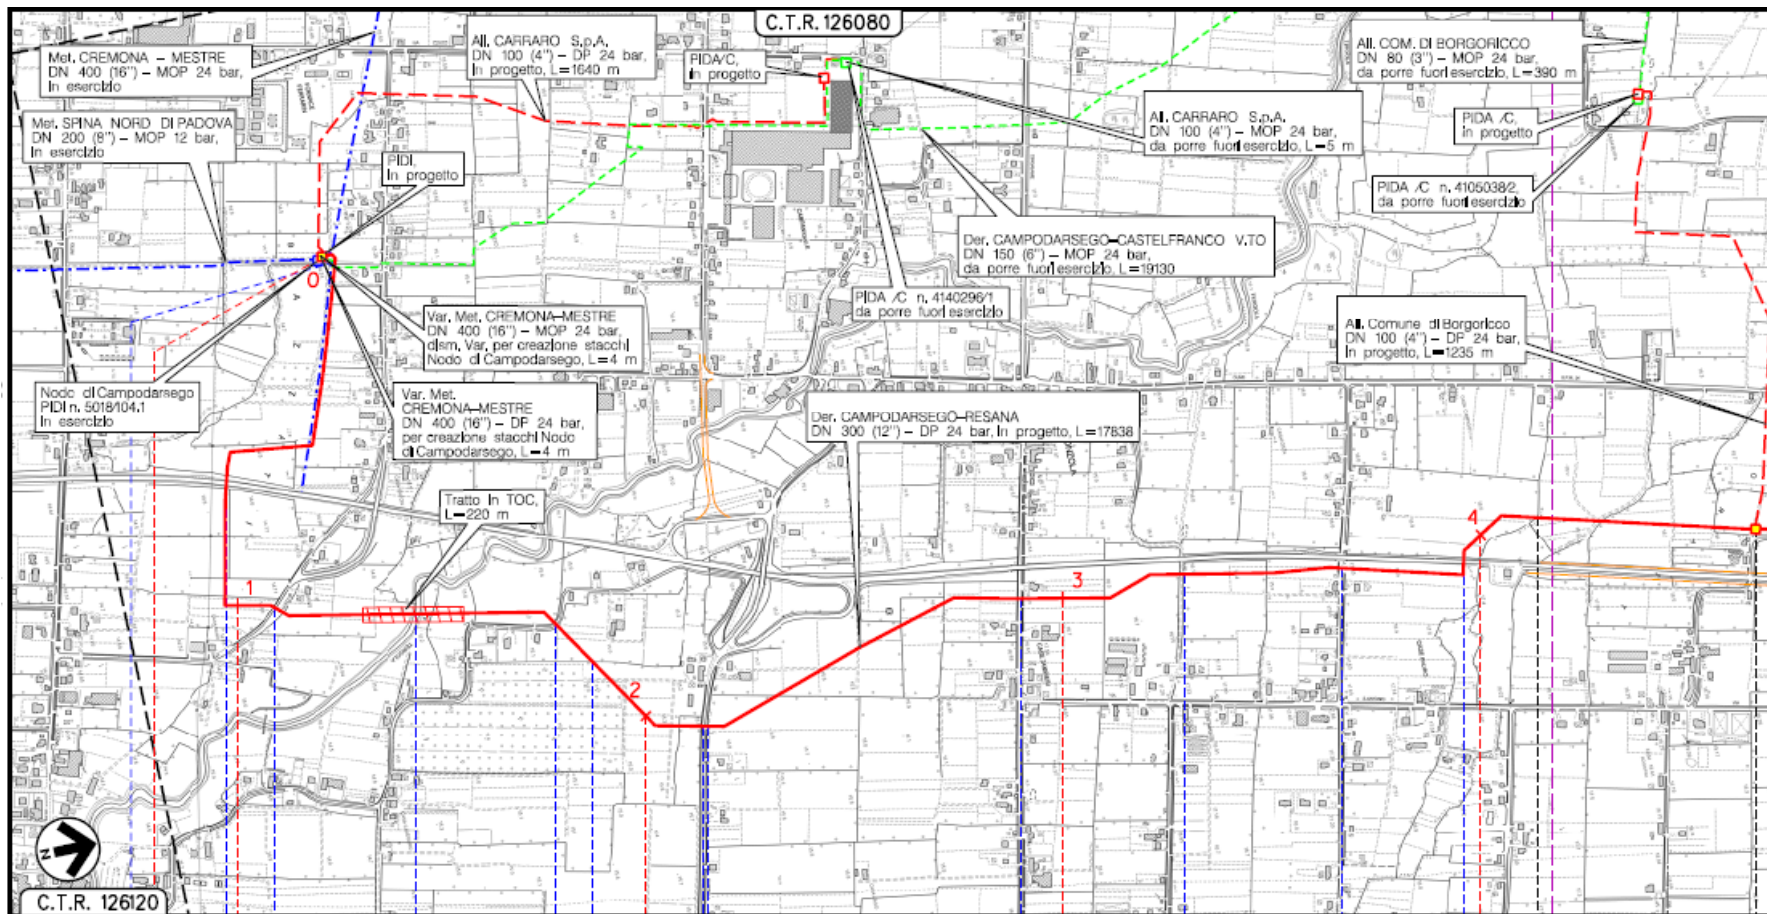 C.T.R. 126080
Met. CREMONA - MESTRE
DN 400 (16") - MOP 24 bar,
In esercizio
All. CARRARO S.p.A.
DN 100 (4") - DP 24 bar,
In progetto, L=1640 m
PIDA/C,
In progetto
All. COM. DI BORGORICCO
DN 80 (3") - MOP 24 bar,
da porre fuori esercizio, L=390 m
Met. SPINA NORD DI PADOVA
DN 200 (8") - MOP 12 bar,
In esercizio
PIDI,
In progetto
All. CARRARO S.p.A.
DN 100 (4") - MOP 24 bar,
da porre fuori esercizio, L=5 m
PIDA /C,
In progetto
PIDA /C n. 4105038/2,
da porre fuori esercizio
Der. CAMPODARSEGO-CASTELFRANCO V.TO
DN 150 (6") - MOP 24 bar,
da porre fuori esercizio, L=19130
0
PIDA /C n. 4140296/1
da porre fuori esercizio
Var. Met. CREMONA-MESTRE
DN 400 (16") - MOP 24 bar,
dism. Var. per creazione stacchi
Nodo di Campodarsego, L=4 m
All. Comune di Borgoricco
DN 100 (4") - DP 24 bar,
In progetto, L=1235 m
Nodo di Campodarsego
PIDI n. 5018/104.1
In esercizio
Var. Met.
CREMONA-MESTRE
DN 400 (16") - DP 24 bar,
per creazione stacchi Nodo
di Campodarsego, L=4 m
Der. CAMPODARSEGO-RESANA
DN 300 (12") - DP 24 bar, In progetto, L=17838
Tratto In TOC,
L=220 m
4
1
3
2
N
C.T.R. 126120